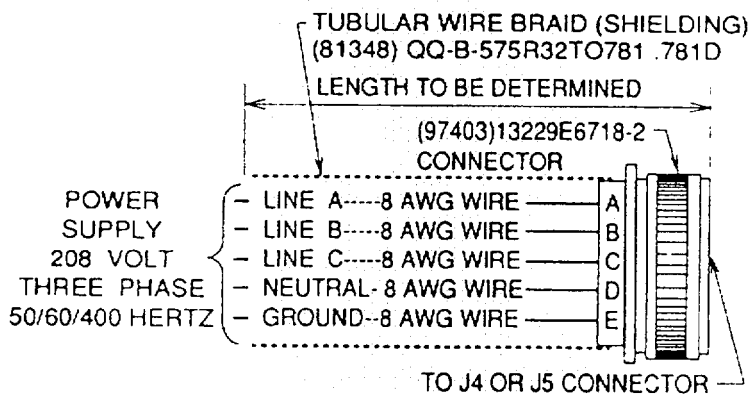 TUBULAR WIRE BRAID (SHIELDING)
(81348) QQ-B-575R32TO781 .781D
LENGTH TO BE DETERMINED
(97403)13229E6718-2
CONNECTOR
POWER
SUPPLY
208 VOLT
THREE PHASE
50/60/400 HERTZ
- LINE A-----8 AWG WIRE A
- LINE B-----8 AWG WIRE B
- LINE C-----8 AWG WIRE C
- NEUTRAL- 8 AWG WIRE D
- GROUND--8 AWG WIRE E
TO J4 OR J5 CONNECTOR